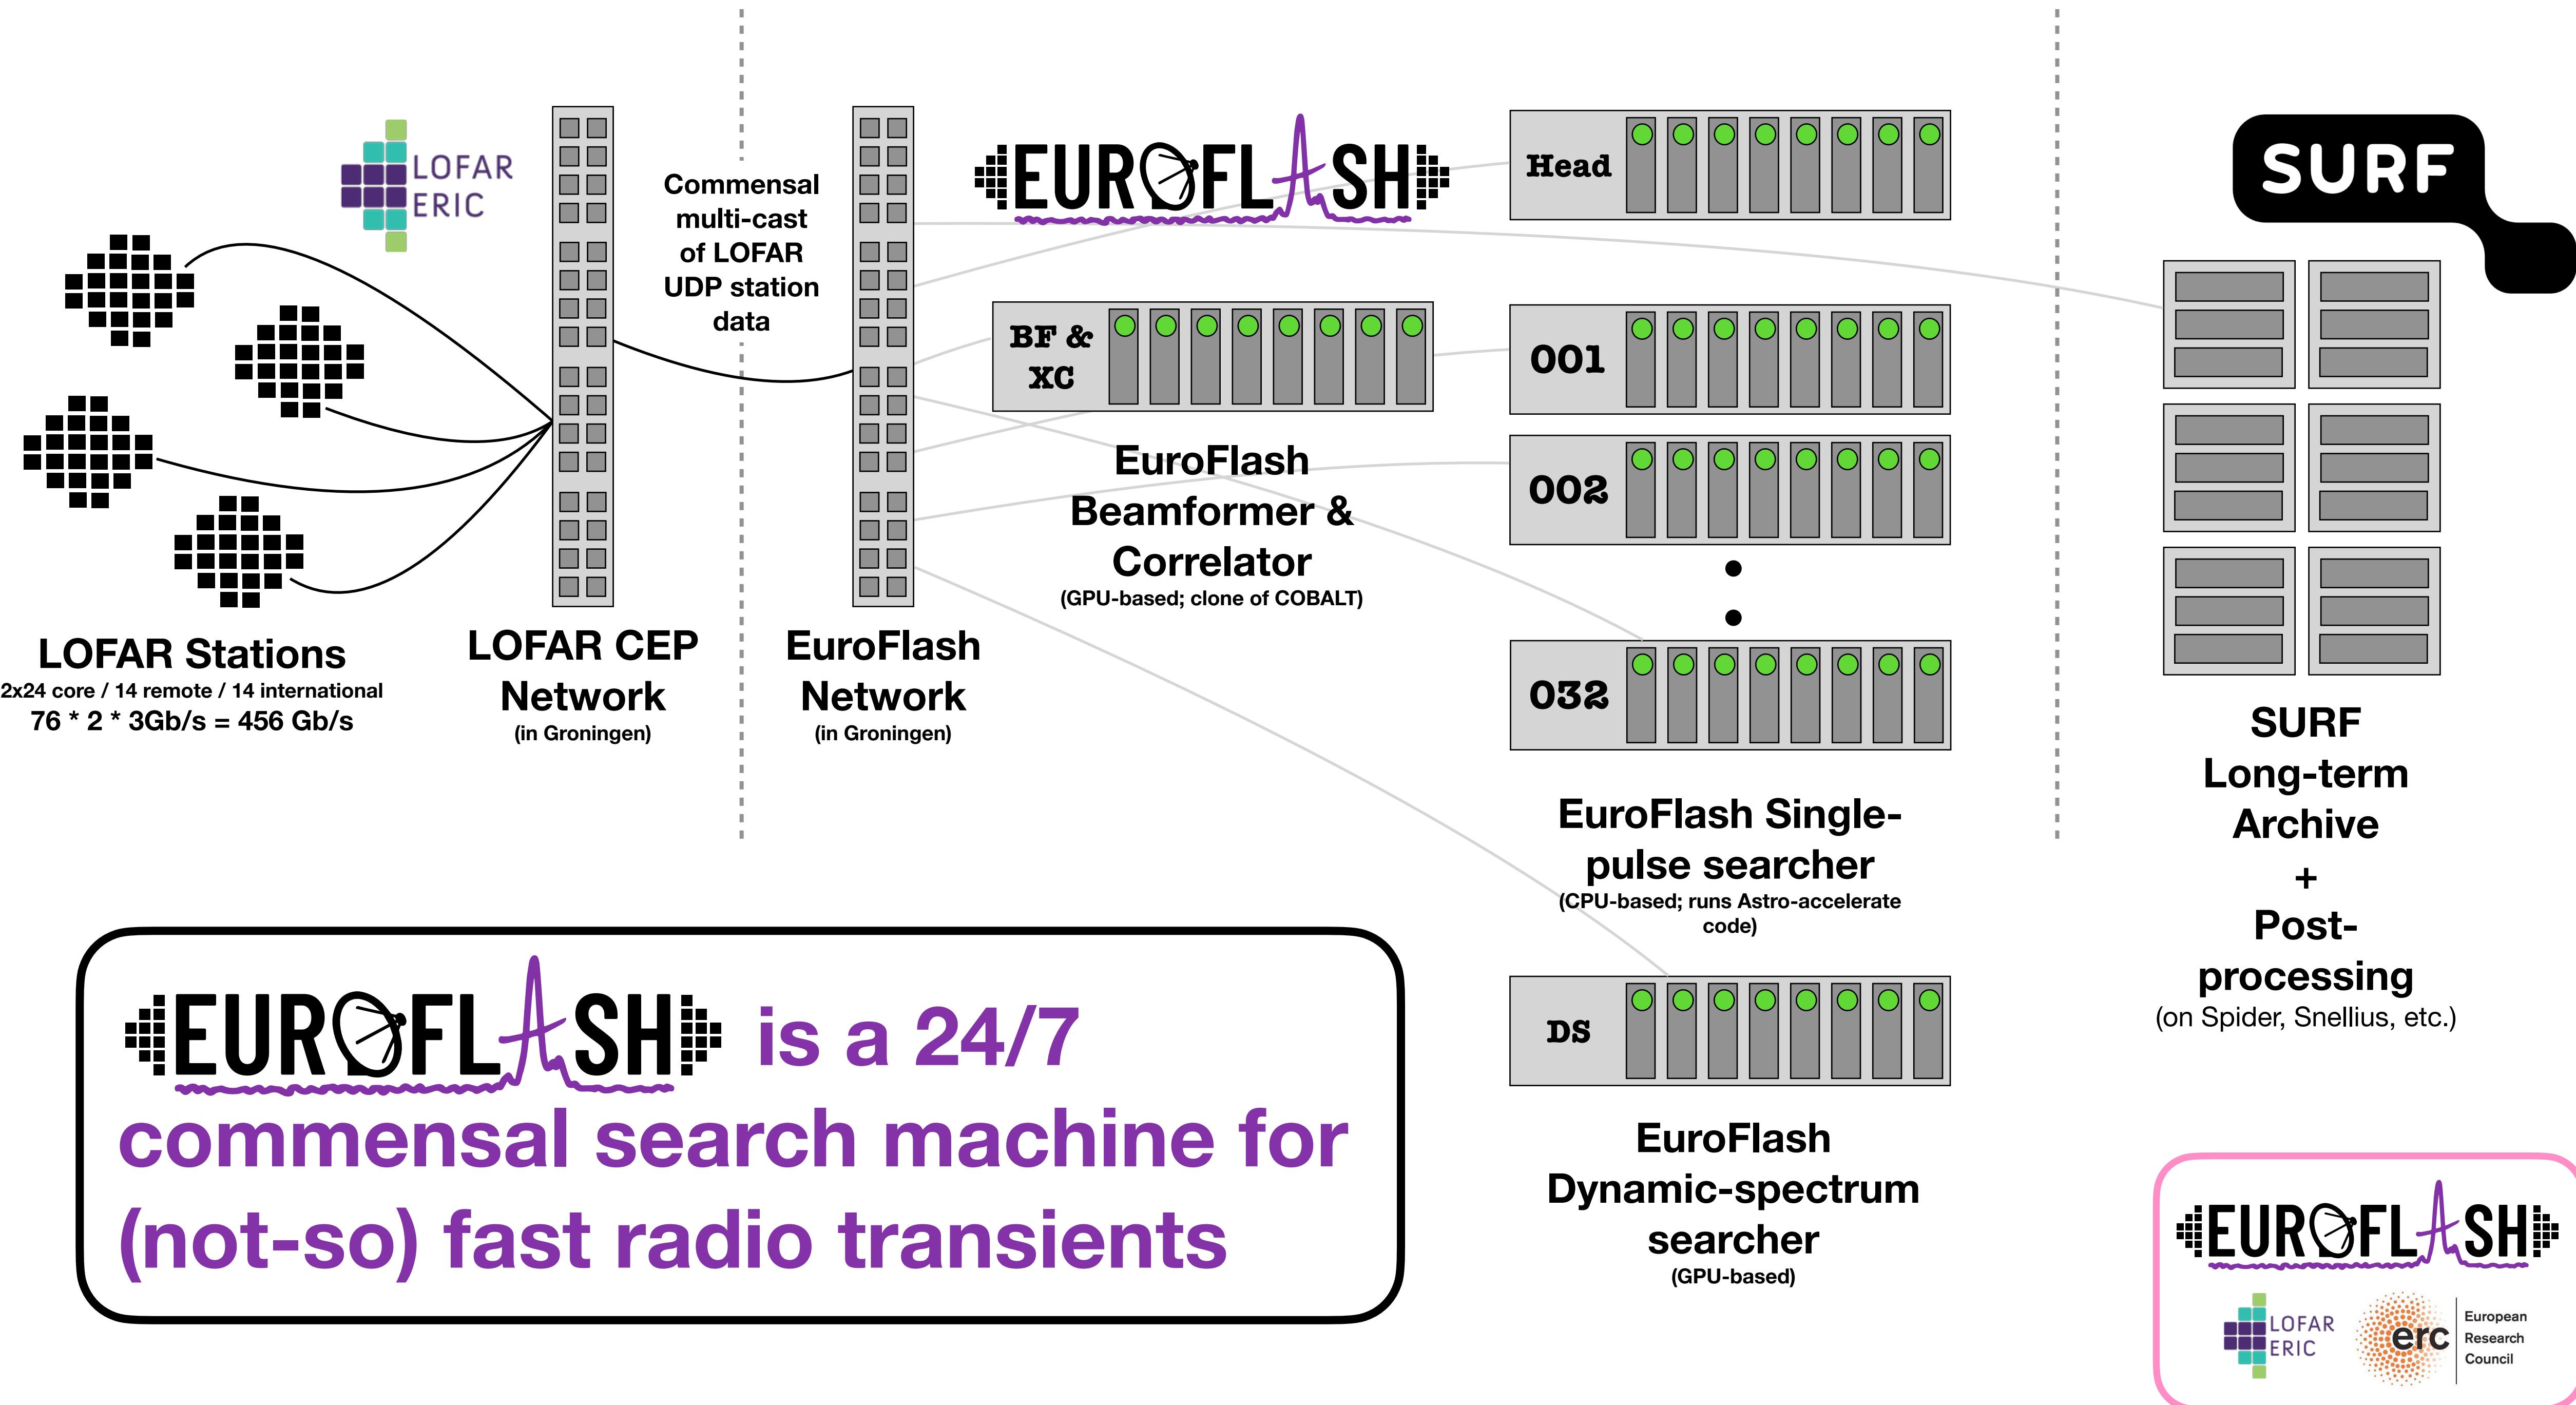 LOFAR
ERIC
LOFAR Stations
2x24 core / 14 remote / 14 international
76 * 2 * 3Gb/s = 456 Gb/s
LOFAR CEP
Network
(in Groningen)
Commensal
multi-cast
of LOFAR
UDP station
data
EuroFlash
Network
(in Groningen)
EUROFLASH
BF &
XC
EuroFlash
Beamformer &
Correlator
(GPU-based; clone of COBALT)
Head
001
002
032
EuroFlash Single-
pulse searcher
(CPU-based; runs Astro-accelerate
code)
DS
EuroFlash
Dynamic-spectrum
searcher
(GPU-based)
SURF
SURF
Long-term
Archive
+
Post-
processing
(on Spider, Snellius, etc.)
EUROFLASH is a 24/7
commensal search machine for
(not-so) fast radio transients
EUROFLASH
LOFAR
ERIC
erc
European
Research
Council